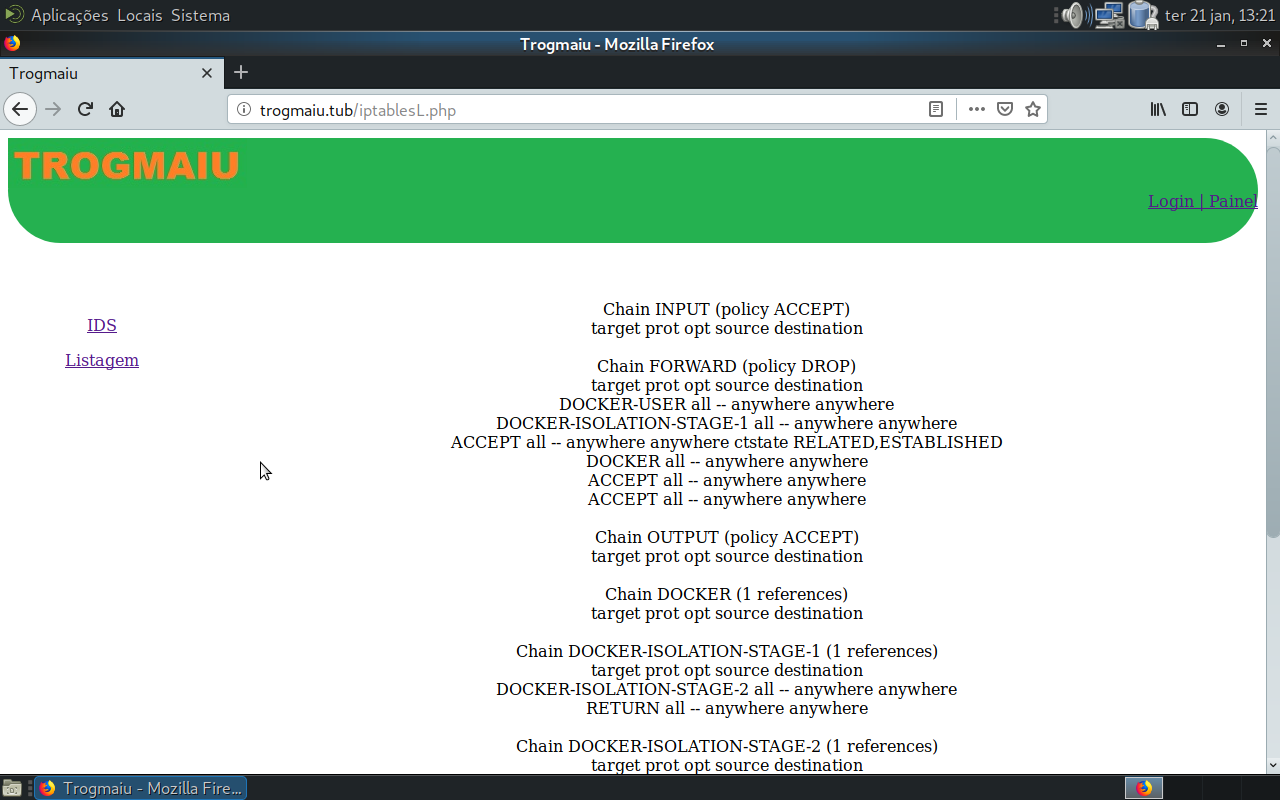 Aplicações Locais Sistema
ter 21 jan, 13:21
Trogmaiu - Mozilla Firefox
Trogmaiu
trogmaiu.tub/iptablesL.php
TROGMAIU
Login | Painel
IDS
Listagem
Chain INPUT (policy ACCEPT)
target prot opt source destination
Chain FORWARD (policy DROP)
target prot opt source destination
DOCKER-USER all -- anywhere anywhere
DOCKER-ISOLATION-STAGE-1 all -- anywhere anywhere
ACCEPT all -- anywhere anywhere ctstate RELATED,ESTABLISHED
DOCKER all -- anywhere anywhere
ACCEPT all -- anywhere anywhere
ACCEPT all -- anywhere anywhere
Chain OUTPUT (policy ACCEPT)
target prot opt source destination
Chain DOCKER (1 references)
target prot opt source destination
Chain DOCKER-ISOLATION-STAGE-1 (1 references)
target prot opt source destination
DOCKER-ISOLATION-STAGE-2 all -- anywhere anywhere
RETURN all -- anywhere anywhere
Chain DOCKER-ISOLATION-STAGE-2 (1 references)
target prot opt source destination
Trogmaiu - Mozilla Fire...